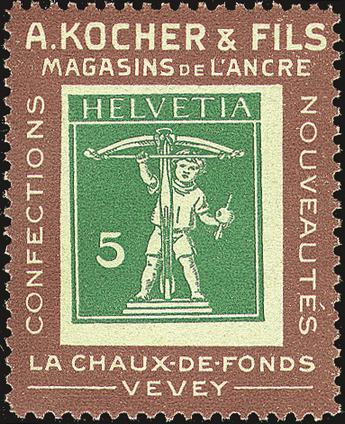 A. KOCHER & FILS
MAGASINS DE L'ANCRE
CONFECTIONS
HELVETIA
5
NOUVEAUTÉS
LA CHAUX-DE-FONDS
VEVEY